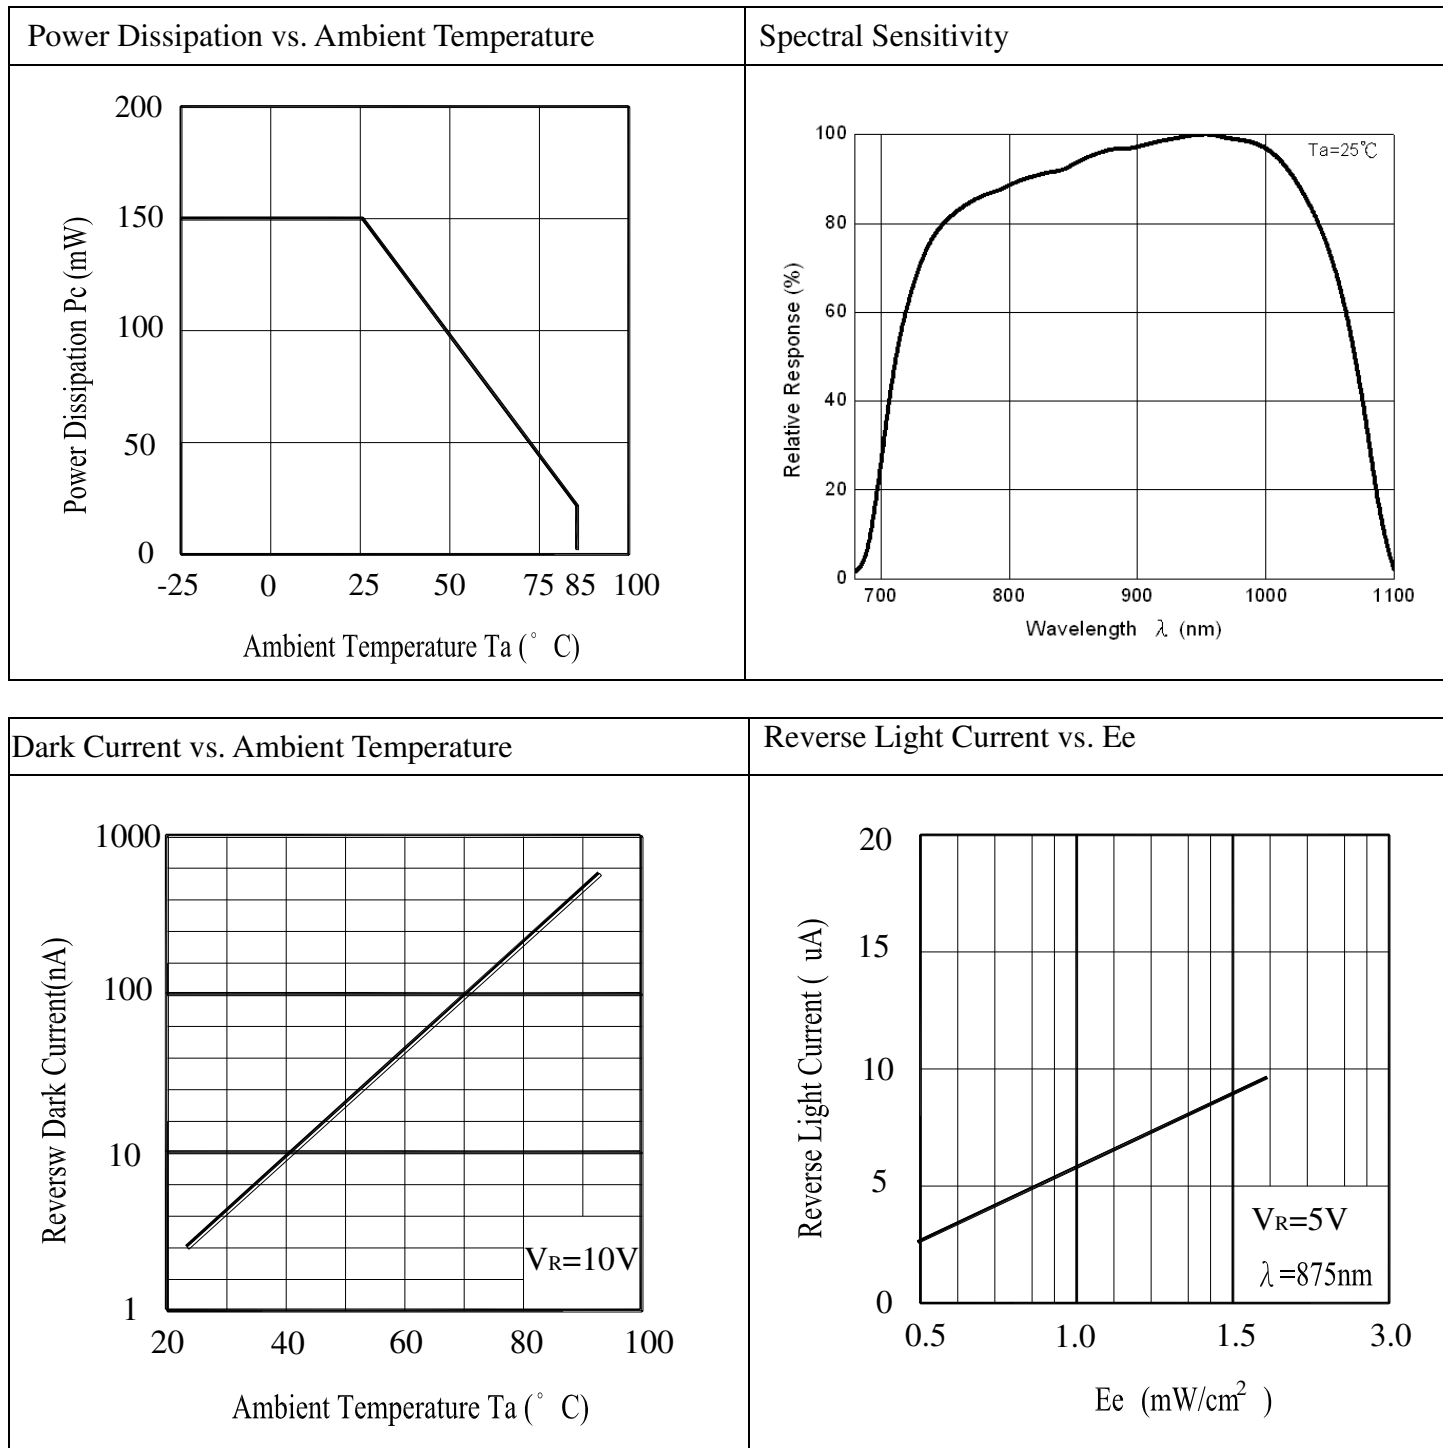 Power Dissipation vs. Ambient Temperature
Spectral Sensitivity
200
150
100
50
0
-25 0 25 50 75 85 100
Power Dissipation Pc (mW)
Ambient Temperature Ta (° C)
100
80
60
40
20
0
700 800 900 1000 1100
Ta=25℃
Relative Response (%)
Wavelength λ (nm)
Dark Current vs. Ambient Temperature
Reverse Light Current vs. Ee
1000
100
10
1
20 40 60 80 100
Reversw Dark Current(nA)
VR=10V
Ambient Temperature Ta (° C)
20
15
10
5
0
0.5 1.0 1.5 3.0
Reverse Light Current ( uA)
VR=5V
λ=875nm
Ee (mW/cm² )